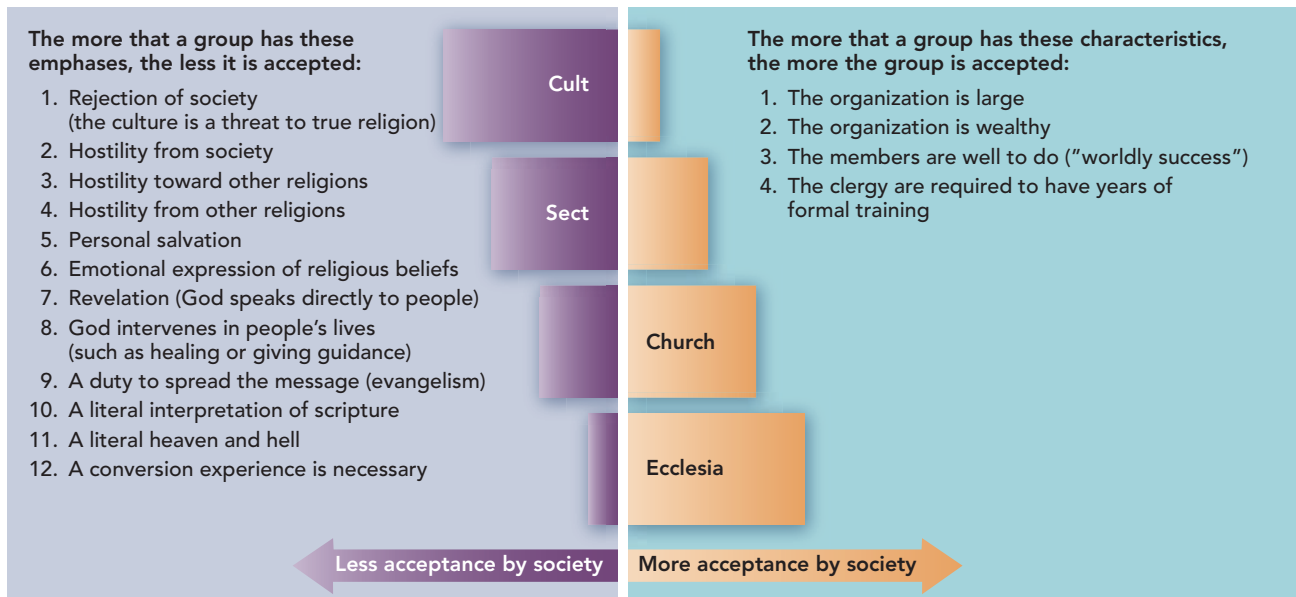 The more that a group has these
emphases, the less it is accepted:
1. Rejection of society
(the culture is a threat to true religion)
2. Hostility from society
3. Hostility toward other religions
4. Hostility from other religions
5. Personal salvation
6. Emotional expression of religious beliefs
7. Revelation (God speaks directly to people)
8. God intervenes in people’s lives
(such as healing or giving guidance)
9. A duty to spread the message (evangelism)
10. A literal interpretation of scripture
11. A literal heaven and hell
12. A conversion experience is necessary
Cult
Sect
Church
Ecclesia
The more that a group has these characteristics,
the more the group is accepted:
1. The organization is large
2. The organization is wealthy
3. The members are well to do (”worldly success”)
4. The clergy are required to have years of
formal training
Less acceptance by society
More acceptance by society